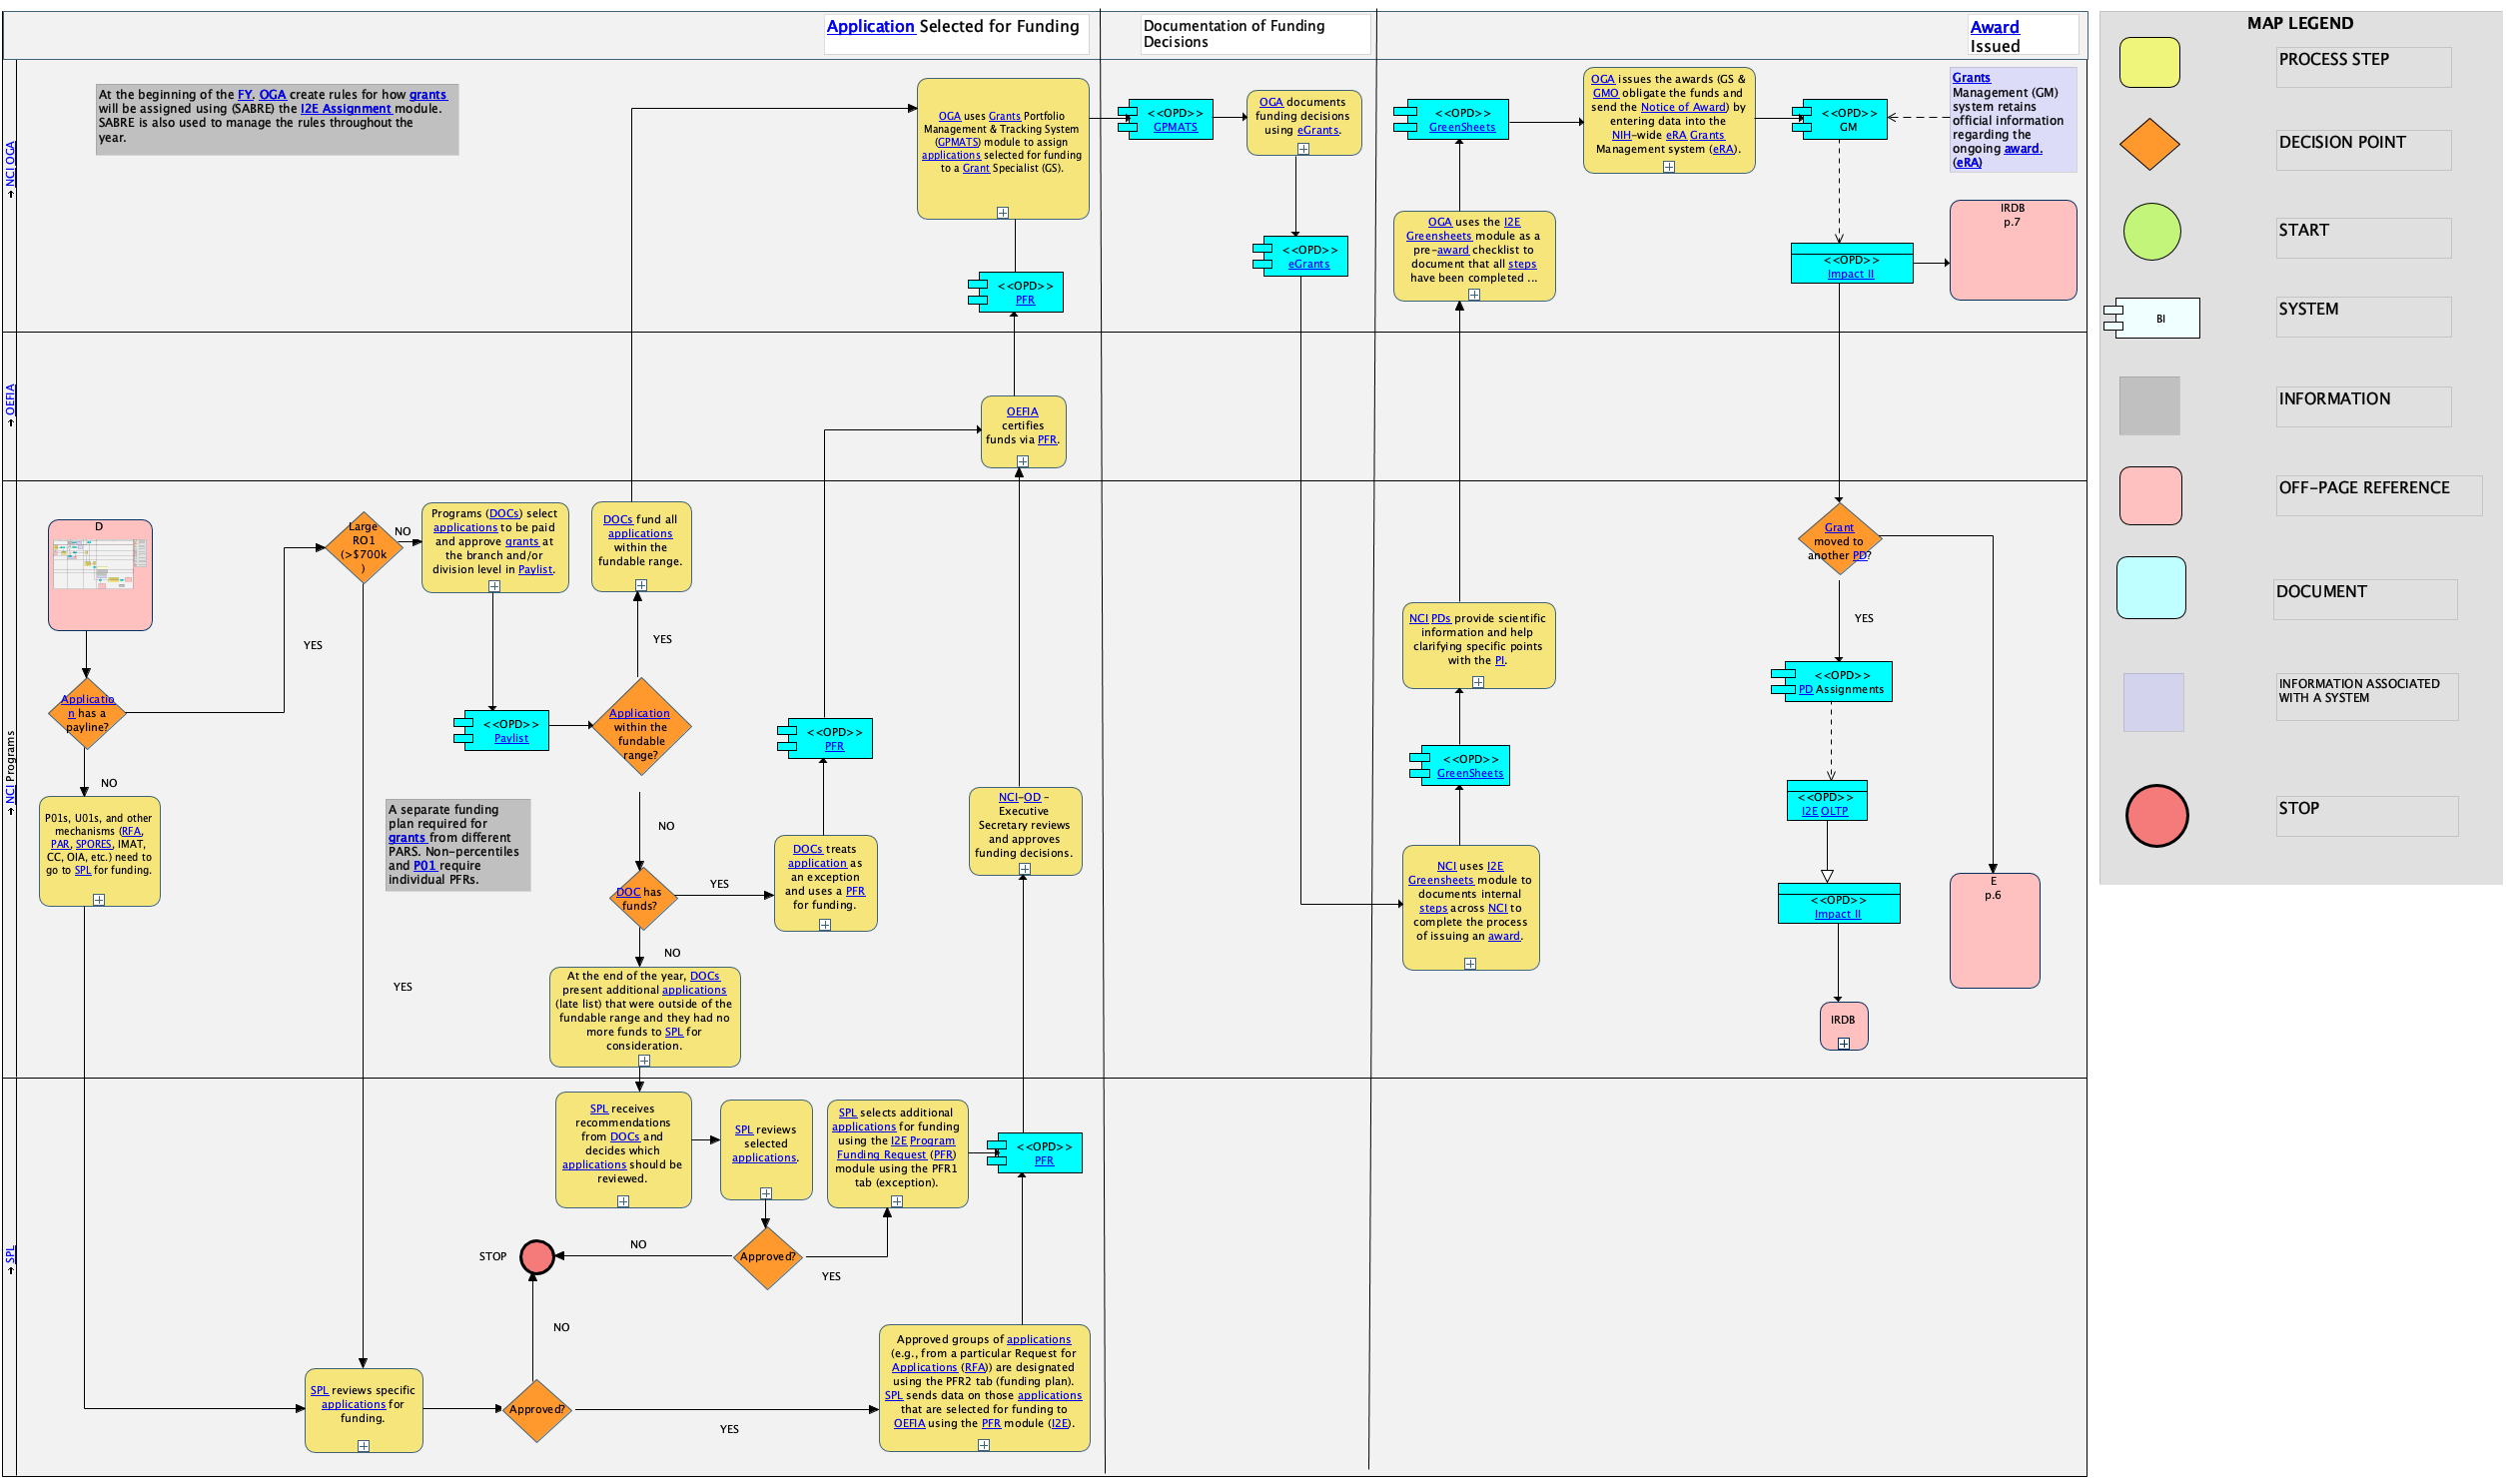 Application Selected for Funding
Documentation of Funding
Decisions
Award
Issued
MAP LEGEND
PROCESS STEP
DECISION POINT
START
BI
SYSTEM
INFORMATION
OFF-PAGE REFERENCE
DOCUMENT
INFORMATION ASSOCIATED
WITH A SYSTEM
STOP
NCI OGA
At the beginning of the FY, OGA create rules for how grants
will be assigned using (SABRE) the I2E Assignment module.
SABRE is also used to manage the rules throughout the
year.
OGA uses Grants Portfolio
Management & Tracking System
(GPMATS) module to assign
applications selected for funding
to a Grant Specialist (GS).
<<OPD>>
PFR
<<OPD>>
GPMATS
OGA documents
funding decisions
using eGrants.
<<OPD>>
eGrants
<<OPD>>
GreenSheets
OGA uses the I2E
Greensheets module as a
pre-award checklist to
document that all steps
have been completed ...
OGA issues the awards (GS &
GMO obligate the funds and
send the Notice of Award) by
entering data into the
NIH-wide eRA Grants
Management system (eRA).
<<OPD>>
GM
Grants
Management (GM)
system retains
official information
regarding the
ongoing award.
(eRA)
<<OPD>>
Impact II
IRDB
p.7
OEFIA
OEFIA
certifies
funds via PFR.
NCI Programs
D
Application
has a
payline?
YES
NO
P01s, U01s, and other
mechanisms (RFA,
PAR, SPORES, IMAT,
CC, OIA, etc.) need to
go to SPL for funding.
Large
RO1
(>$700k
)
NO
YES
Programs (DOCs) select
applications to be paid
and approve grants at
the branch and/or
division level in Paylist.
<<OPD>>
Paylist
DOCs fund all
applications
within the
fundable range.
YES
Application
within the
fundable
range?
NO
A separate funding
plan required for
grants from different
PARS. Non-percentiles
and P01 require
individual PFRs.
DOC has
funds?
YES
NO
DOCs treats
application as
an exception
and uses a PFR
for funding.
<<OPD>>
PFR
At the end of the year, DOCs
present additional applications
(late list) that were outside of the
fundable range and they had no
more funds to SPL for
consideration.
NCI-OD -
Executive
Secretary reviews
and approves
funding decisions.
NCI PDs provide scientific
information and help
clarifying specific points
with the PI.
<<OPD>>
GreenSheets
NCI uses I2E
Greensheets module to
documents internal
steps across NCI to
complete the process
of issuing an award.
Grant
moved to
another PD?
YES
<<OPD>>
PD Assignments
<<OPD>>
I2E OLTP
<<OPD>>
Impact II
IRDB
E
p.6
SPL
SPL receives
recommendations
from DOCs and
decides which
applications should be
reviewed.
SPL reviews
selected
applications.
SPL selects additional
applications for funding
using the I2E Program
Funding Request (PFR)
module using the PFR1
tab (exception).
<<OPD>>
PFR
STOP
NO
Approved?
YES
NO
SPL reviews specific
applications for
funding.
Approved?
YES
Approved groups of applications
(e.g., from a particular Request for
Applications (RFA)) are designated
using the PFR2 tab (funding plan).
SPL sends data on those applications
that are selected for funding to
OEFIA using the PFR module (I2E).